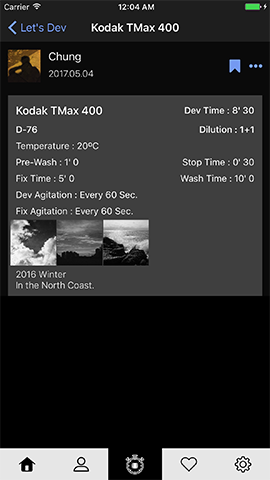 Carrier 12:04 AM
Let's Dev Kodak TMax 400
Chung
2017.05.04
Kodak TMax 400 Dev Time : 8' 30
D-76 Dilution : 1+1
Temperature : 20ºC
Pre-Wash : 1' 0 Stop Time : 0' 30
Fix Time : 5' 0 Wash Time : 10' 0
Dev Agitation : Every 60 Sec.
Fix Agitation : Every 60 Sec.
2016 Winter
In the North Coast.